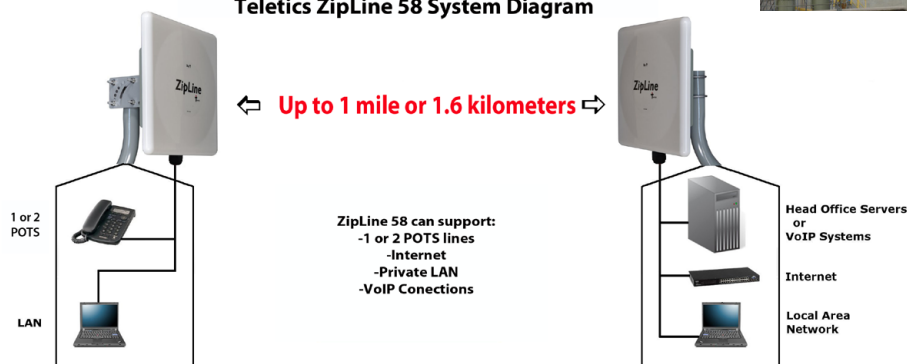 Teletics ZipLine 58 System Diagram
ZipLine
ZipLine
Up to 1 mile or 1.6 kilometers
1 or 2
POTS
LAN
ZipLine 58 can support:
-1 or 2 POTS lines
-Internet
-Private LAN
-VoIP Conections
Head Office Servers
or
VoIP Systems
Internet
Local Area
Network